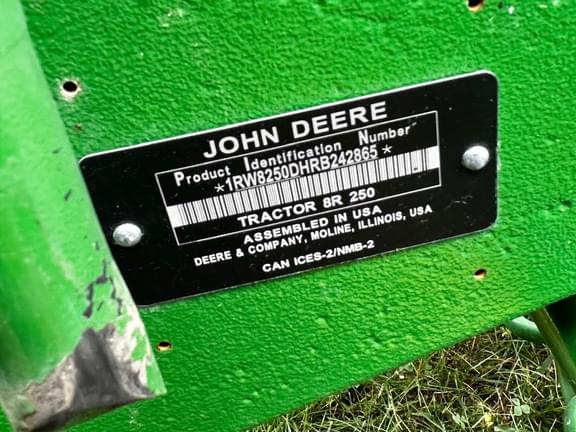 JOHN DEERE
Product Identification Number
*1RW8250DHRB242865*
TRACTOR 8R 250
ASSEMBLED IN USA
DEERE & COMPANY, MOLINE, ILLINOIS, USA
CAN ICES-2/NMB-2